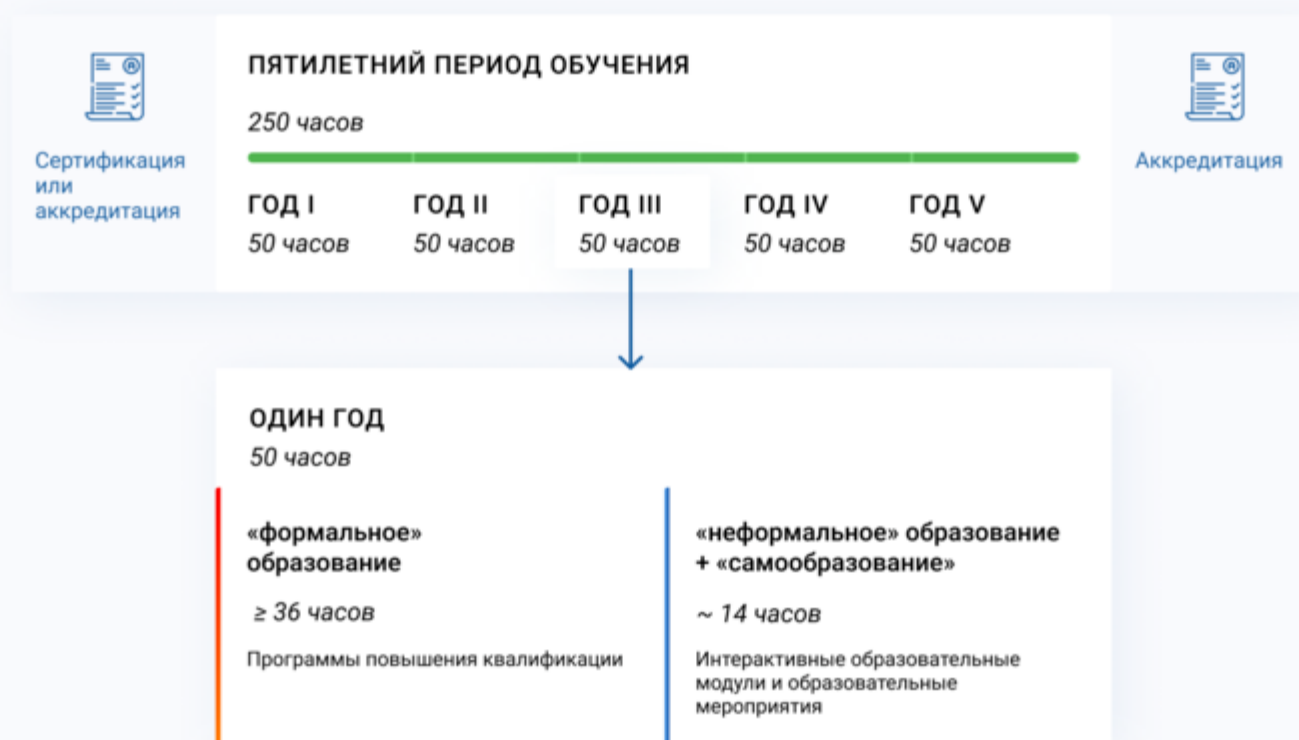 Сертификация
или
аккредитация
ПЯТИЛЕТНИЙ ПЕРИОД ОБУЧЕНИЯ
250 часов
ГОД I
50 часов
ГОД II
50 часов
ГОД III
50 часов
ГОД IV
50 часов
ГОД V
50 часов
Аккредитация
ОДИН ГОД
50 часов
«формальное»
образование
≥ 36 часов
Программы повышения квалификации
«неформальное» образование
+ «самообразование»
~ 14 часов
Интерактивные образовательные
модули и образовательные
мероприятия